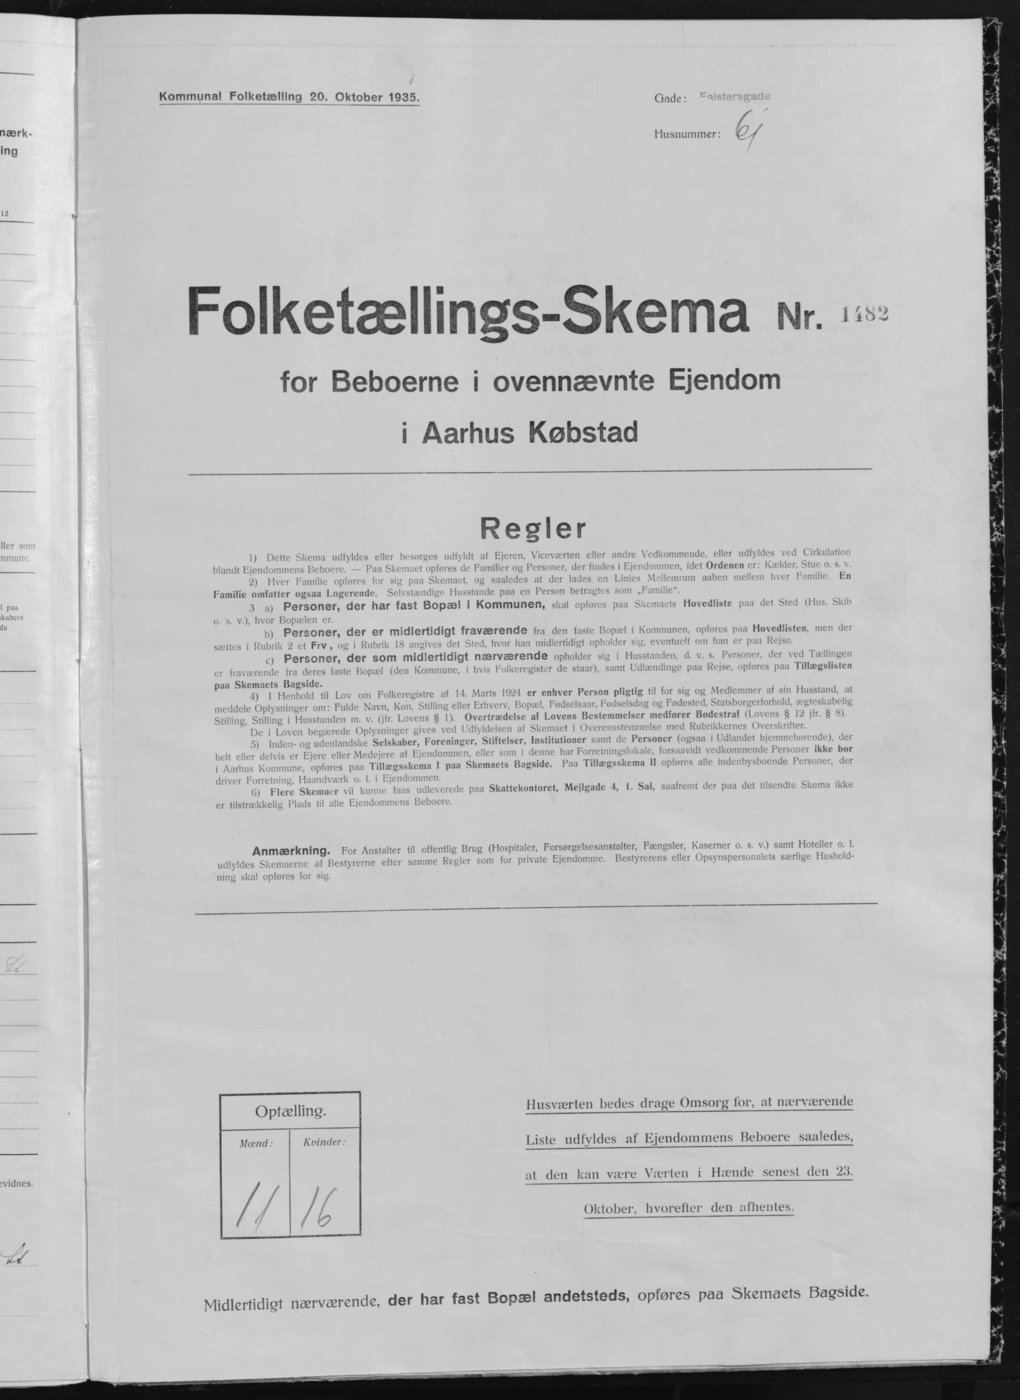 Kommunal Folketælling 20. Oktober 1935.
Gade: Falstersgade
Husnummer: 6
Folketællings-Skema Nr. 1482
for Beboerne i ovennævnte Ejendom
i Aarhus Købstad
Regler
1) Dette Skema udfyldes eller besørges udfyldt af Ejeren, Viceværten eller andre Vedkommende, eller udfyldes ved Cirkulation
blandt Ejendommens Beboere. — Paa Skemaet opføres de Familier og Personer, der findes i Ejendommen, idet Ordenen er: Kælder, Stue o. s. v.
2) Hver Familie opføres for sig paa Skemaet, og saaledes at der lades en Linies Mellemrum aaben mellem hver Familie. En
Familie omfatter ogsaa Logerende. Selvstændige Husstande paa en Person betragtes som „Familie“.
3 a) Personer, der har fast Bopæl i Kommunen, skal opføres paa Skemaets Hovedliste paa det Sted (Hus, Skib
o. s. v.), hvor Bopælen er.
b) Personer, der er midlertidigt fraværende fra den faste Bopæl i Kommunen, opføres paa Hovedlisten, men der
sættes i Rubrik 2 et Frv, og i Rubrik 18 angives det Sted, hvor han midlertidigt opholder sig, eventuelt om han er paa Rejse.
c) Personer, der som midlertidigt nærværende opholder sig i Husstanden, d. v. s. Personer, der ved Tællingen
er fraværende fra deres faste Bopæl (den Kommune, i hvis Folkeregister de staar), samt Udlændinge paa Rejse, opføres paa Tillægslisten
paa Skemaets Bagside.
4) I Henhold til Lov om Folkeregistre af 14. Marts 1924 er enhver Person pligtig til for sig og Medlemmer af sin Husstand, at
meddele Oplysninger om: Fulde Navn, Kon, Stilling eller Erhverv, Bopæl, Fødselsaar, Fødselsdag og Fødested, Statsborgerforhold, ægteskabelig
Stilling, Stilling i Husstanden m. v. (jfr. Lovens § 1). Overtrædelse af Lovens Bestemmelser medfører Bødestraf (Lovens § 12 jfr. § 8).
De i Loven begærede Oplysninger gives ved Udfyldelsen af Skemaet i Overensstemmelse med Rubrikkernes Overskrifter.
5) Inden- og udenlandske Selskaber, Foreninger, Stiftelser, Institutioner samt de Personer (ogsaa i Udlandet hjemmehørende), der
helt eller delvis er Ejere eller Medejere af Ejendommen, eller som i denne har Forretningslokale, forsaavidt vedkommende Personer ikke bor
i Aarhus Kommune, opføres paa Tillægsskema I paa Skemaets Bagside. Paa Tillægsskema II opføres alle indenbysboende Personer, der
driver Forretning, Haandværk o. l. i Ejendommen.
6) Flere Skemaer vil kunne faas udleverede paa Skattekontoret, Mejlgade 4, 1. Sal, saafremt der paa det tilsendte Skema ikke
er tilstrækkelig Plads til alle Ejendommens Beboere.
Anmærkning. For Anstalter til offentlig Brug (Hospitaler, Forsørgelsesanstalter, Fængsler, Kaserner o. s. v.) samt Hoteller o. l.
udfyldes Skemaerne af Bestyrerne efter samme Regler som for private Ejendomme. Bestyrerens eller Opsynspersonalets særlige Hushold-
ning skal opføres for sig.
Optælling.
Mænd: Kvinder:
11 16
Husværten bedes drage Omsorg for, at nærværende
Liste udfyldes af Ejendommens Beboere saaledes,
at den kan være Værten i Hænde senest den 23.
Oktober, hvorefter den afhentes.
Midlertidigt nærværende, der har fast Bopæl andetsteds, opføres paa Skemaets Bagside.